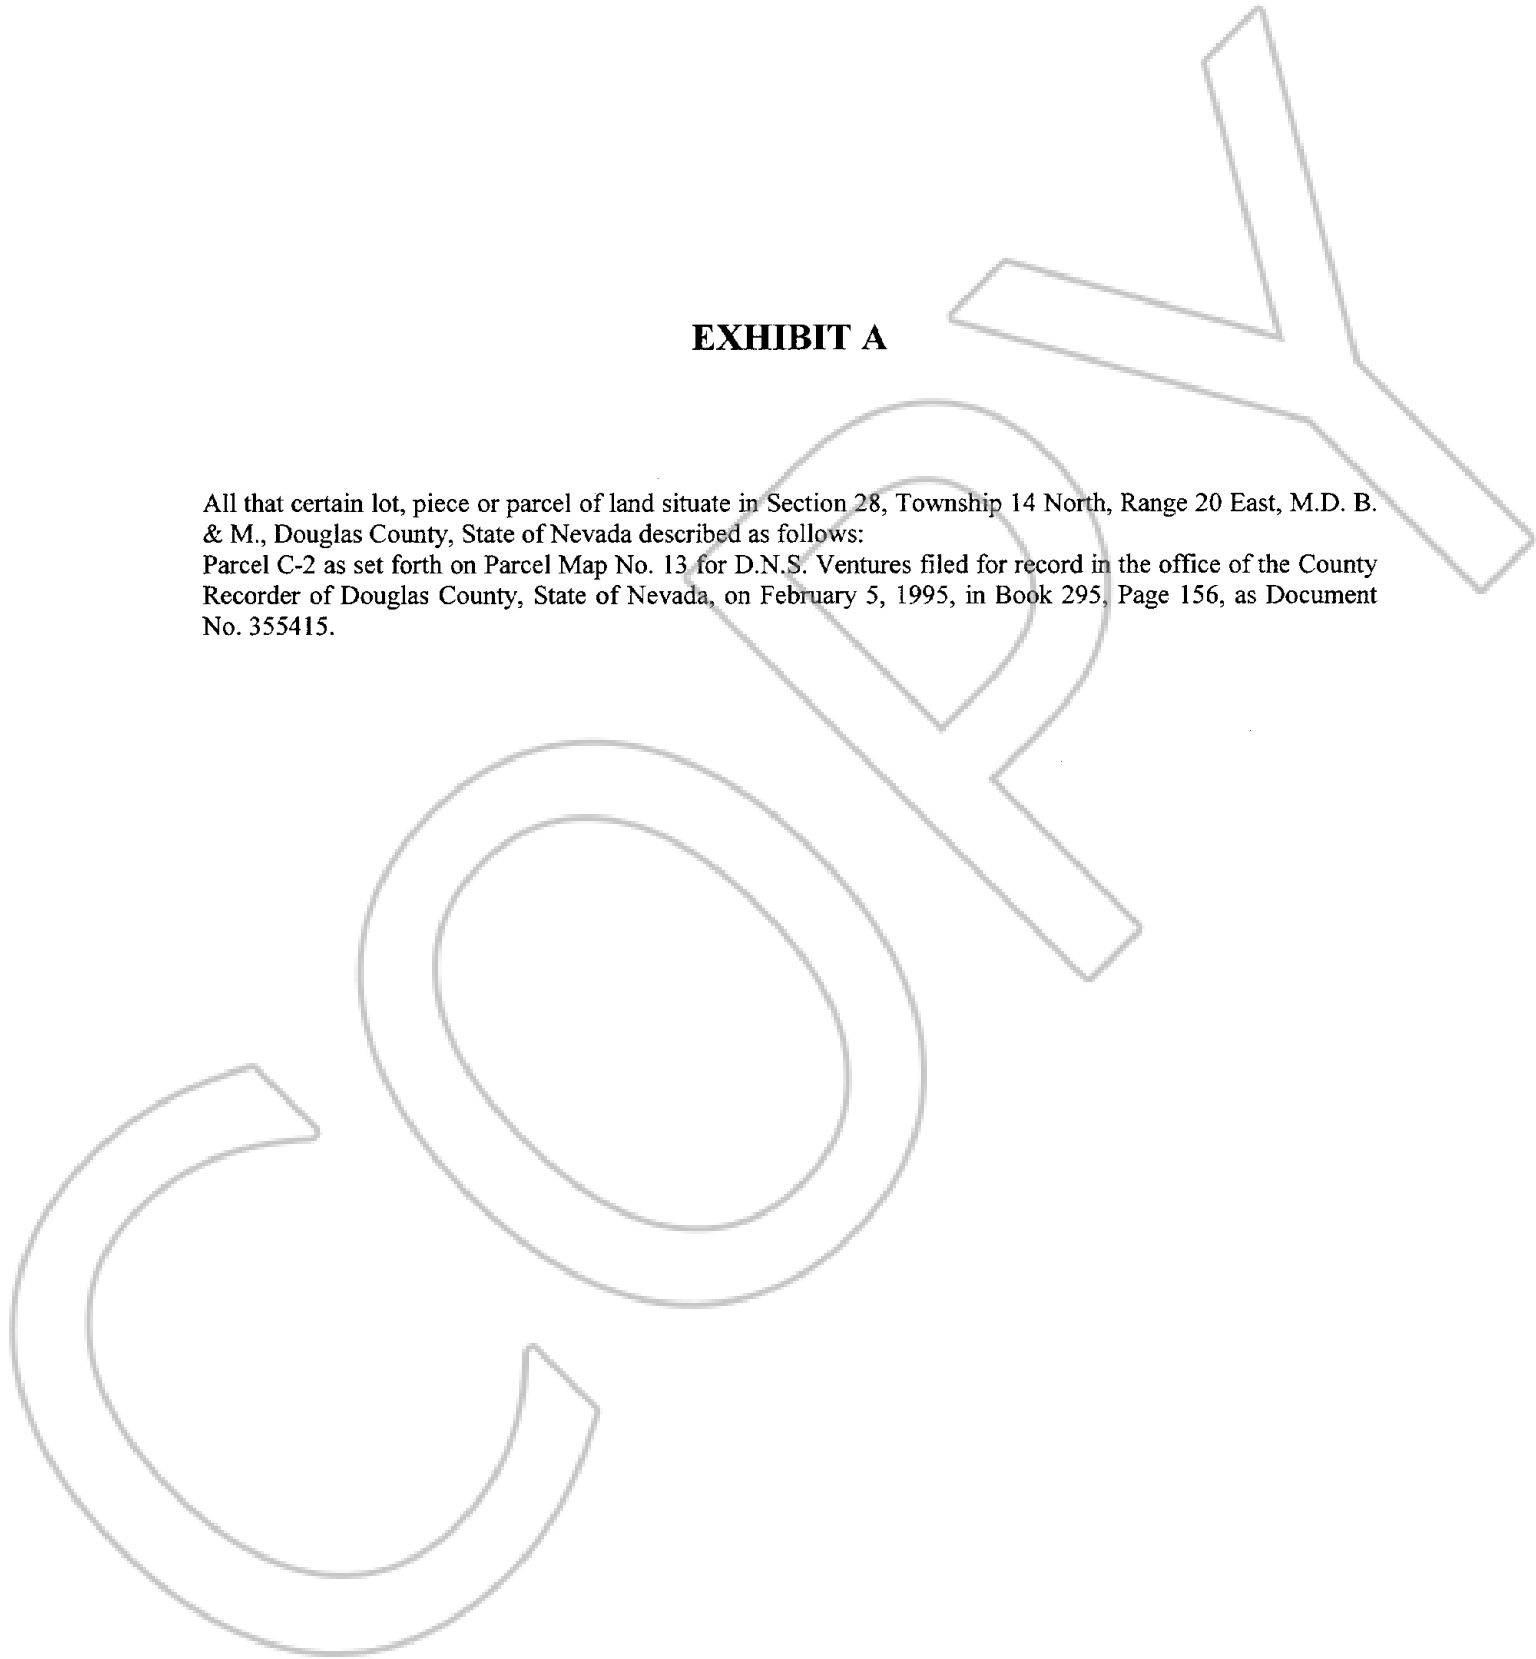 EXHIBIT A
All that certain lot, piece or parcel of land situate in Section 28, Township 14 North, Range 20 East, M.D. B.
& M., Douglas County, State of Nevada described as follows:
Parcel C-2 as set forth on Parcel Map No. 13 for D.N.S. Ventures filed for record in the office of the County
Recorder of Douglas County, State of Nevada, on February 5, 1995, in Book 295, Page 156, as Document
No. 355415.
COPY